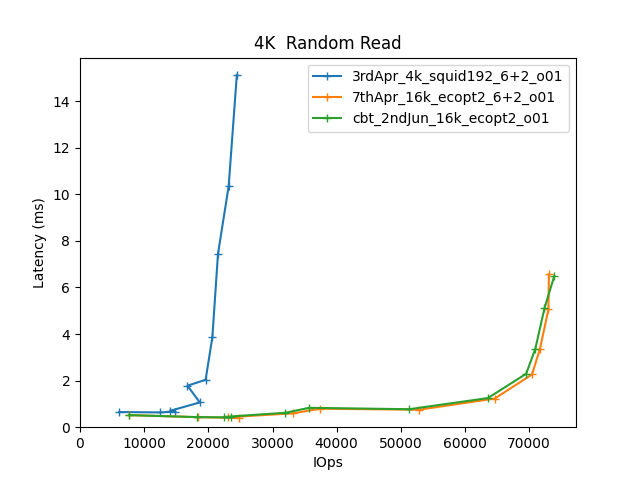 4K  Random Read
3rdApr_4k_squid192_6+2_o01
7thApr_16k_ecopt2_6+2_o01
cbt_2ndJun_16k_ecopt2_o01
Latency (ms)
14
12
10
8
6
4
2
0
0 10000 20000 30000 40000 50000 60000 70000
IOps